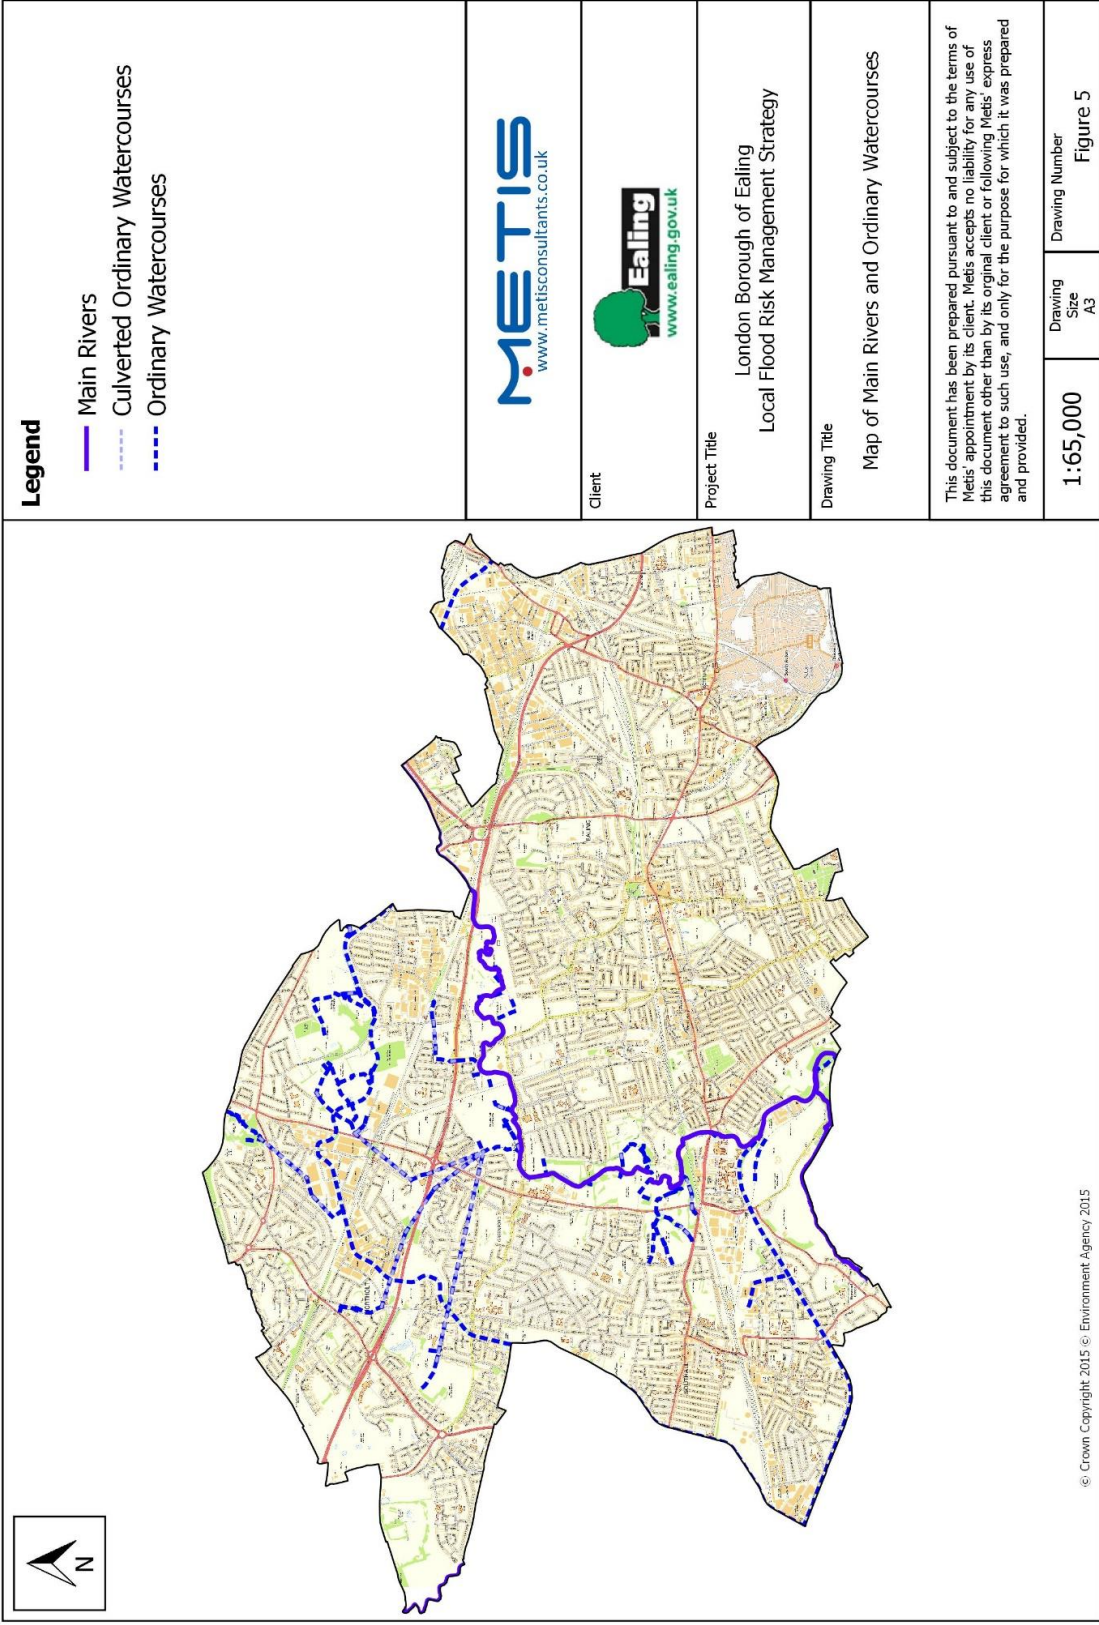 N
Legend
Main Rivers
Culverted Ordinary Watercourses
Ordinary Watercourses
METIS
www.metisconsultants.co.uk
Client
Ealing
www.ealing.gov.uk
Project Title
London Borough of Ealing
Local Flood Risk Management Strategy
Drawing Title
Map of Main Rivers and Ordinary Watercourses
This document has been prepared pursuant to and subject to the terms of
Metis' appointment by its client. Metis accepts no liability for any use of
this document other than by its orginal client or following Metis' express
agreement to such use, and only for the purpose for which it was prepared
and provided.
1:65,000
Drawing
Size
A3
Drawing Number
Figure 5
© Crown Copyright 2015 © Environment Agency 2015